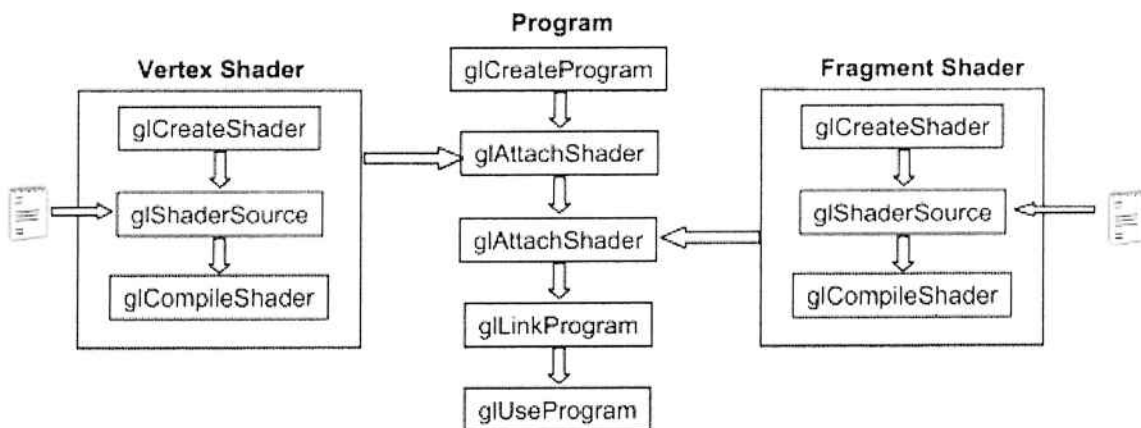 Program
Vertex Shader
Fragment Shader
glCreateProgram
glCreateShader
glCreateShader
glAttachShader
glShaderSource
glShaderSource
glAttachShader
glCompileShader
glCompileShader
glLinkProgram
glUseProgram